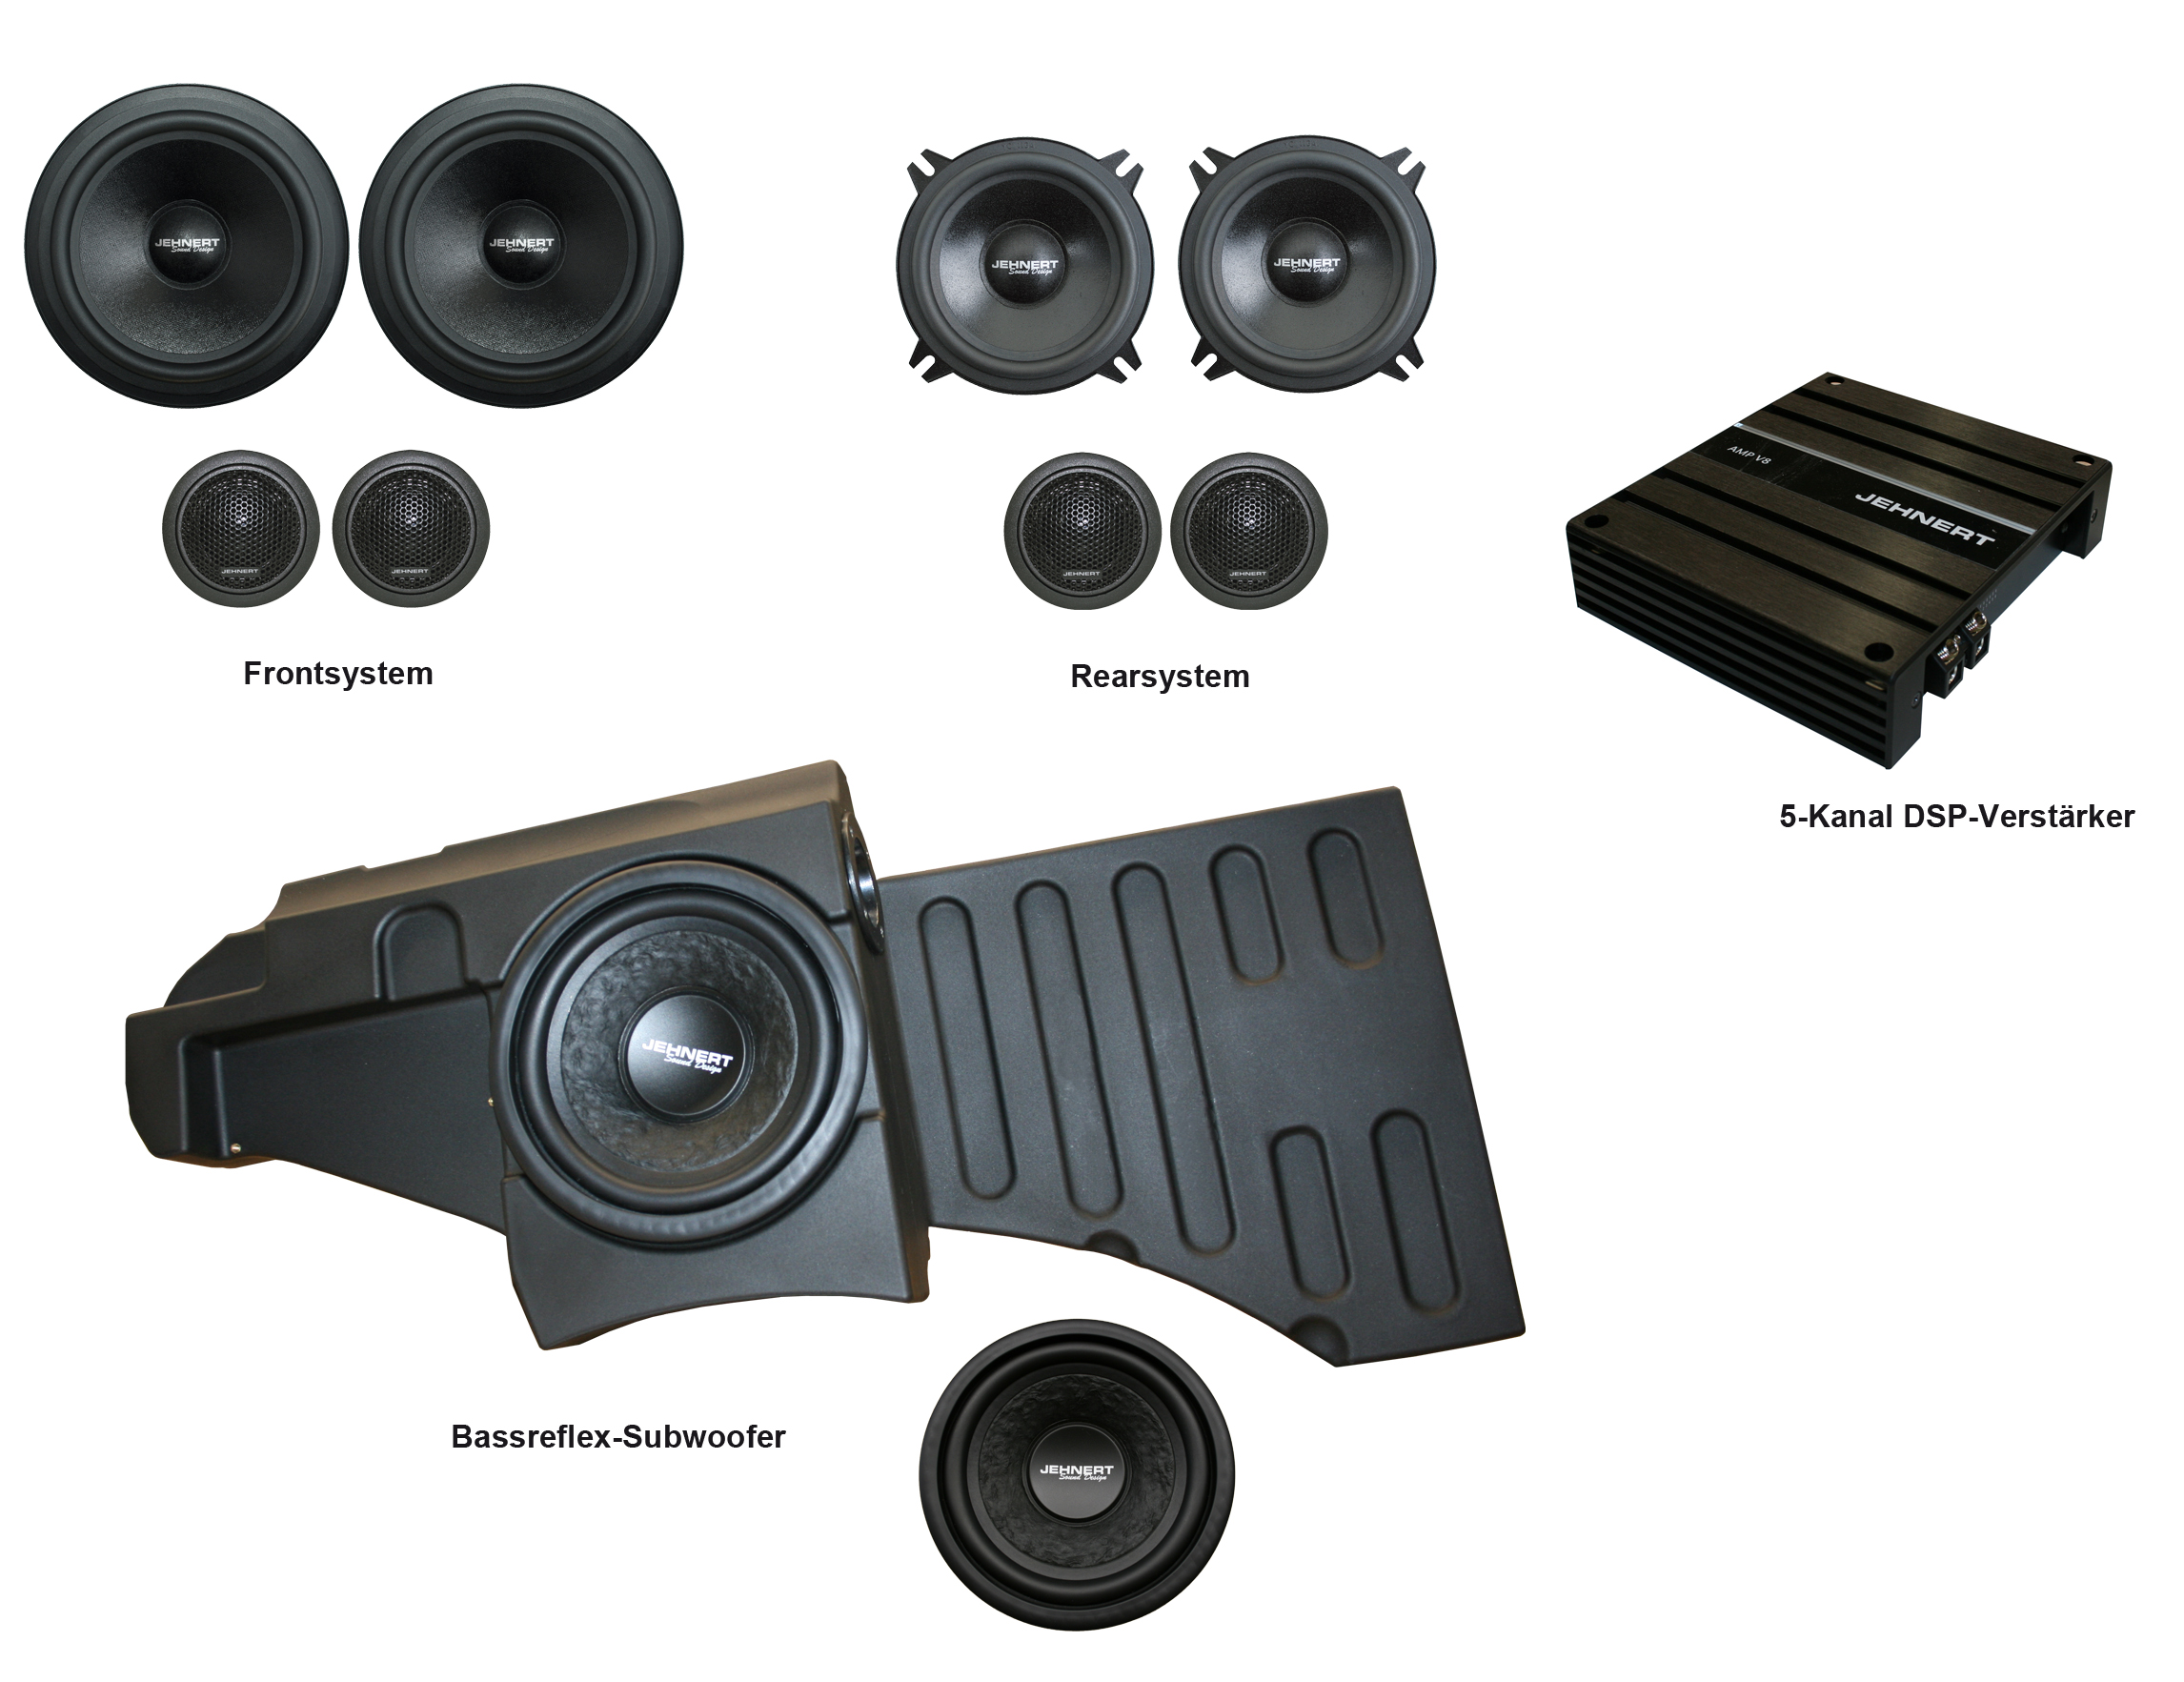 JEHNERT
Sound Design
JEHNERT
Sound Design
JEHNERT
Sound Design
JEHNERT
Sound Design
JEHNERT
JEHNERT
JEHNERT
JEHNERT
Frontsystem
Rearsystem
AMP V8
JEHNERT
5-Kanal DSP-Verstärker
JEHNERT
Sound Design
Bassreflex-Subwoofer
JEHNERT
Sound Design